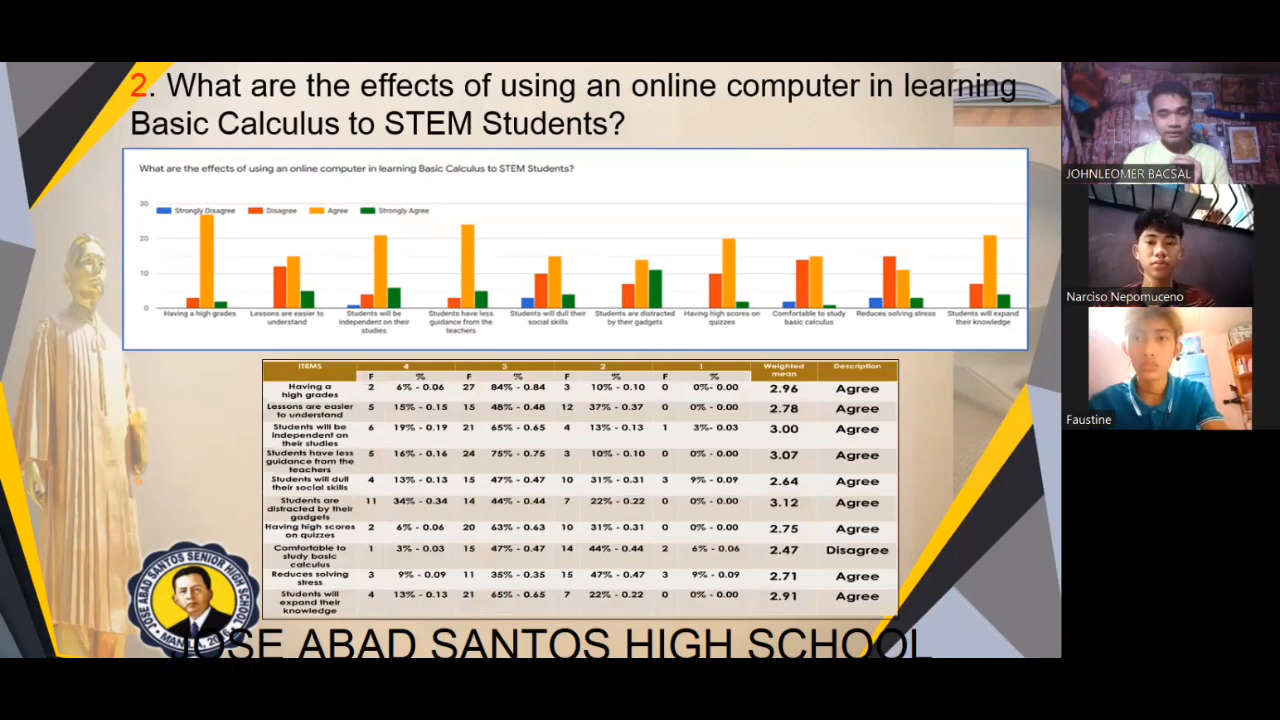 2. What are the effects of using an online computer in learning
Basic Calculus to STEM Students?
What are the effects of using an online computer in learning Basic Calculus to STEM Students?
30
Strongly Disagree Disagree Agree Strongly Agree
20
10
0
Having a high grades
Lessons are easier to
understand
Students will be
independent on their
studies
Students have less
guidance from the
teachers
Students will dull their
social skills
Students are distracted
by their gadgets
Having high scores on
quizzes
Comfortable to study
basic calculus
Reduces solving stress
Students will expand
their knowledge
ITEMS 4 3 2 1 Weighted mean Description
F % F % F % F %
Having a
high grades 2 6% - 0.06 27 84% - 0.84 3 10% - 0.10 0 0%- 0.00 2.96 Agree
Lessons are easier
to understand 5 15% - 0.15 15 48% - 0.48 12 37% - 0.37 0 0% - 0.00 2.78 Agree
Students will be
independent on
their studies 6 19% - 0.19 21 65% - 0.65 4 13% - 0.13 1 3%- 0.03 3.00 Agree
Students have less
guidance from the
teachers 5 16% - 0.16 24 75% - 0.75 3 10% - 0.10 0 0% - 0.00 3.07 Agree
Students will dull
their social skills 4 13% - 0.13 15 47% - 0.47 10 31% - 0.31 3 9% - 0.09 2.64 Agree
Students are
distracted by their
gadgets 11 34% - 0.34 14 44% - 0.44 7 22% - 0.22 0 0% - 0.00 3.12 Agree
Having high scores
on quizzes 2 6% - 0.06 20 63% - 0.63 10 31% - 0.31 0 0% - 0.00 2.75 Agree
Comfortable to
study basic
calculus 1 3% - 0.03 15 47% - 0.47 14 44% - 0.44 2 6% - 0.06 2.47 Disagree
Reduces solving
stress 3 9% - 0.09 11 35% - 0.35 15 47% - 0.47 3 9% - 0.09 2.71 Agree
Students will
expand their
knowledge 4 13% - 0.13 21 65% - 0.65 7 22% - 0.22 0 0% - 0.00 2.91 Agree
JOSE ABAD SANTOS SENIOR HIGH SCHOOL
JOSE ABAD SANTOS HIGH SCHOOL
JOHNLEOMER BACSAL
Narciso Nepomuceno
Faustine